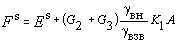 F^s = E^s + (G_2 + G_3) γ_вн / γ_взв K_1 A